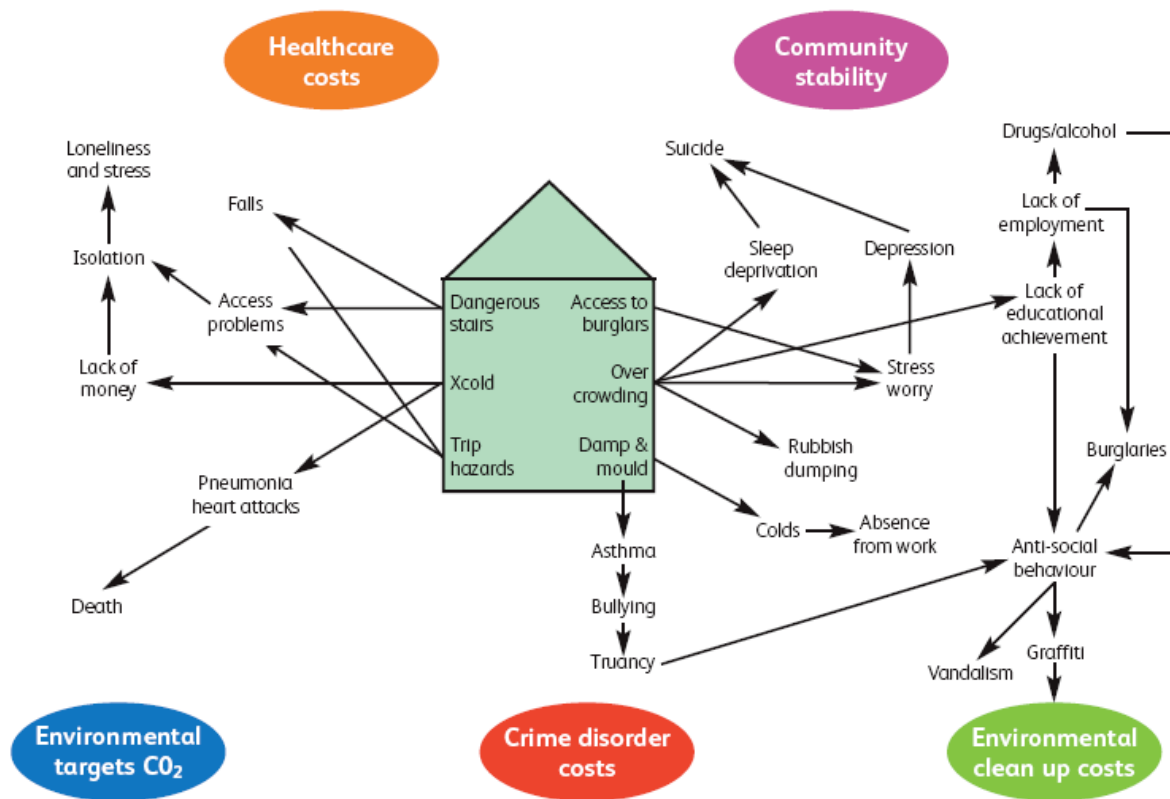 Healthcare
costs
Community
stability
Drugs/alcohol
Loneliness
and stress
Suicide
Falls
Lack of
employment
Isolation
Sleep
deprivation
Depression
Access
problems
Dangerous
stairs
Access to
burglars
Lack of
educational
achievement
Lack of
money
Xcold
Over
crowding
Stress
worry
Trip
hazards
Damp &
mould
Rubbish
dumping
Burglaries
Pneumonia
heart attacks
Colds
Absence
from work
Asthma
Anti-social
behaviour
Death
Bullying
Truancy
Graffiti
Vandalism
Environmental
targets C0₂
Crime disorder
costs
Environmental
clean up costs